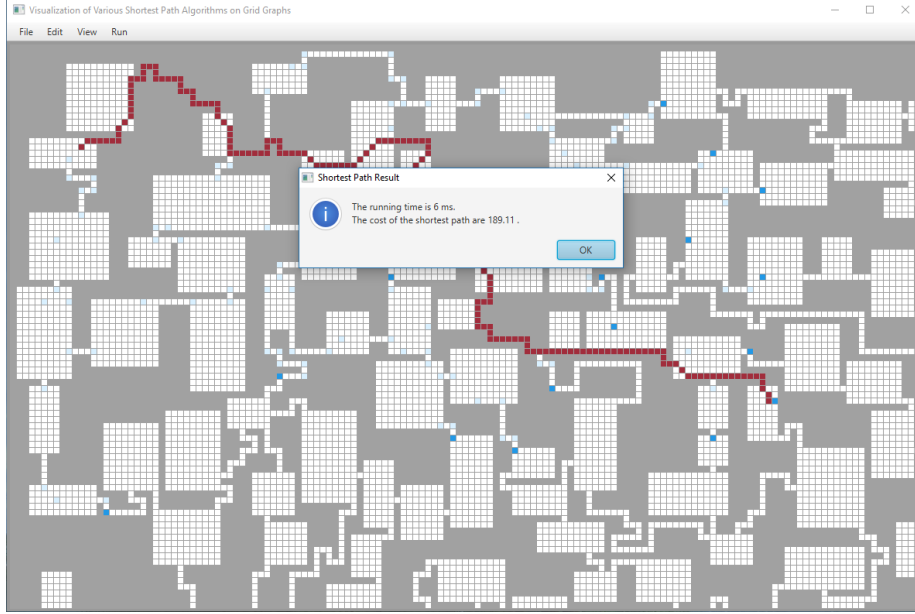 Visualization of Various Shortest Path Algorithms on Grid Graphs
File Edit View Run
Shortest Path Result
The running time is 6 ms.
The cost of the shortest path are 189.11 .
OK